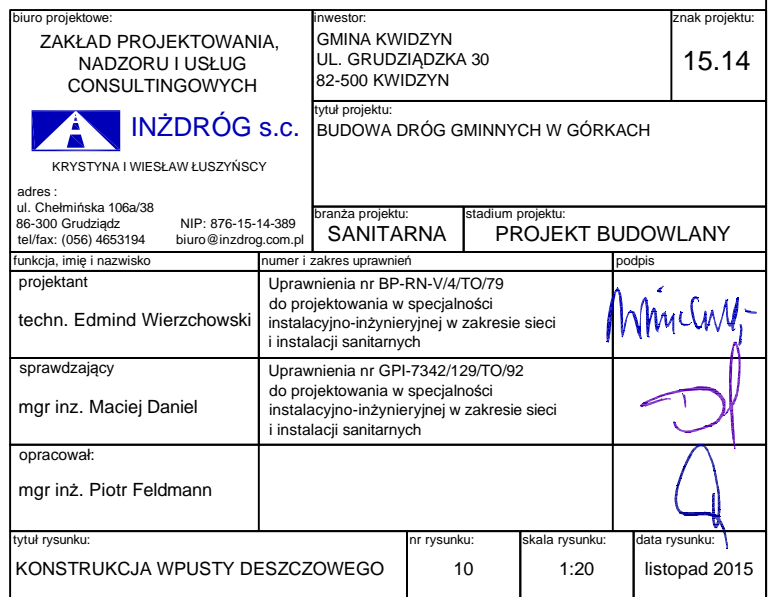 biuro projektowe:
ZAKŁAD PROJEKTOWANIA,
NADZORU I USŁUG
CONSULTINGOWYCH
INŻDRÓG s.c.
KRYSTYNA I WIESŁAW ŁUSZYŃSCY
adres :
ul. Chełmińska 106a/38
86-300 Grudziądz NIP: 876-15-14-389
tel/fax: (056) 4653194 biuro@inzdrog.com.pl
inwestor:
GMINA KWIDZYN
UL. GRUDZIĄDZKA 30
82-500 KWIDZYN
znak projektu:
15.14
tytuł projektu:
BUDOWA DRÓG GMINNYCH W GÓRKACH
branża projektu:
SANITARNA
stadium projektu:
PROJEKT BUDOWLANY
funkcja, imię i nazwisko numer i zakres uprawnień podpis
projektant
techn. Edmind Wierzchowski
Uprawnienia nr BP-RN-V/4/TO/79
do projektowania w specjalności
instalacyjno-inżynieryjnej w zakresie sieci
i instalacji sanitarnych
sprawdzający
mgr inz. Maciej Daniel
Uprawnienia nr GPI-7342/129/TO/92
do projektowania w specjalności
instalacyjno-inżynieryjnej w zakresie sieci
i instalacji sanitarnych
opracował:
mgr inż. Piotr Feldmann
tytuł rysunku:
KONSTRUKCJA WPUSTY DESZCZOWEGO
nr rysunku:
10
skala rysunku:
1:20
data rysunku:
listopad 2015